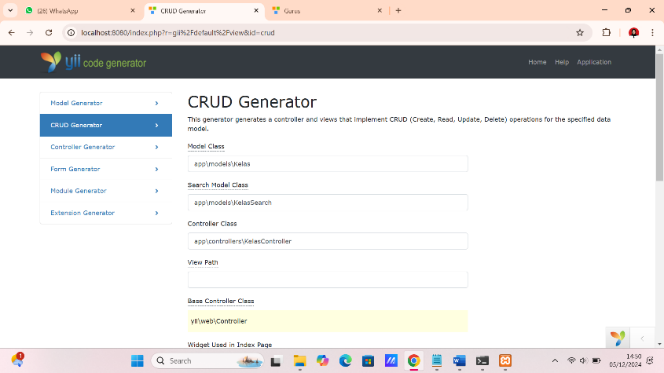 (28) WhatsApp
CRUD Generator
Gurus
localhost:8080/index.php?r=gii%2Fdefault%2Fview&id=crud
yii code generator
Home Help Application
Model Generator
CRUD Generator
Controller Generator
Form Generator
Module Generator
Extension Generator
CRUD Generator
This generator generates a controller and views that implement CRUD (Create, Read, Update, Delete) operations for the specified data
model.
Model Class
app\models\Kelas
Search Model Class
app\models\KelasSearch
Controller Class
app\controllers\KelasController
View Path
Base Controller Class
yii\web\Controller
Widget Used in Index Page
Search
14:50
05/12/2024